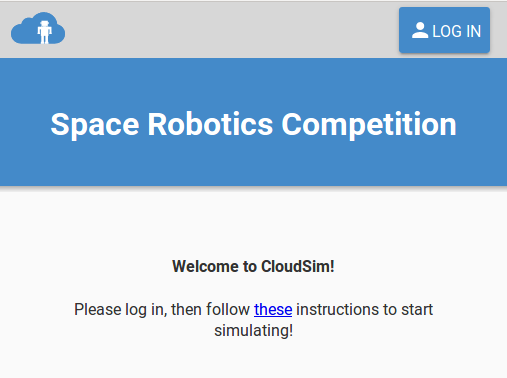 LOG IN
Space Robotics Competition
Welcome to CloudSim!
Please log in, then follow these instructions to start
simulating!